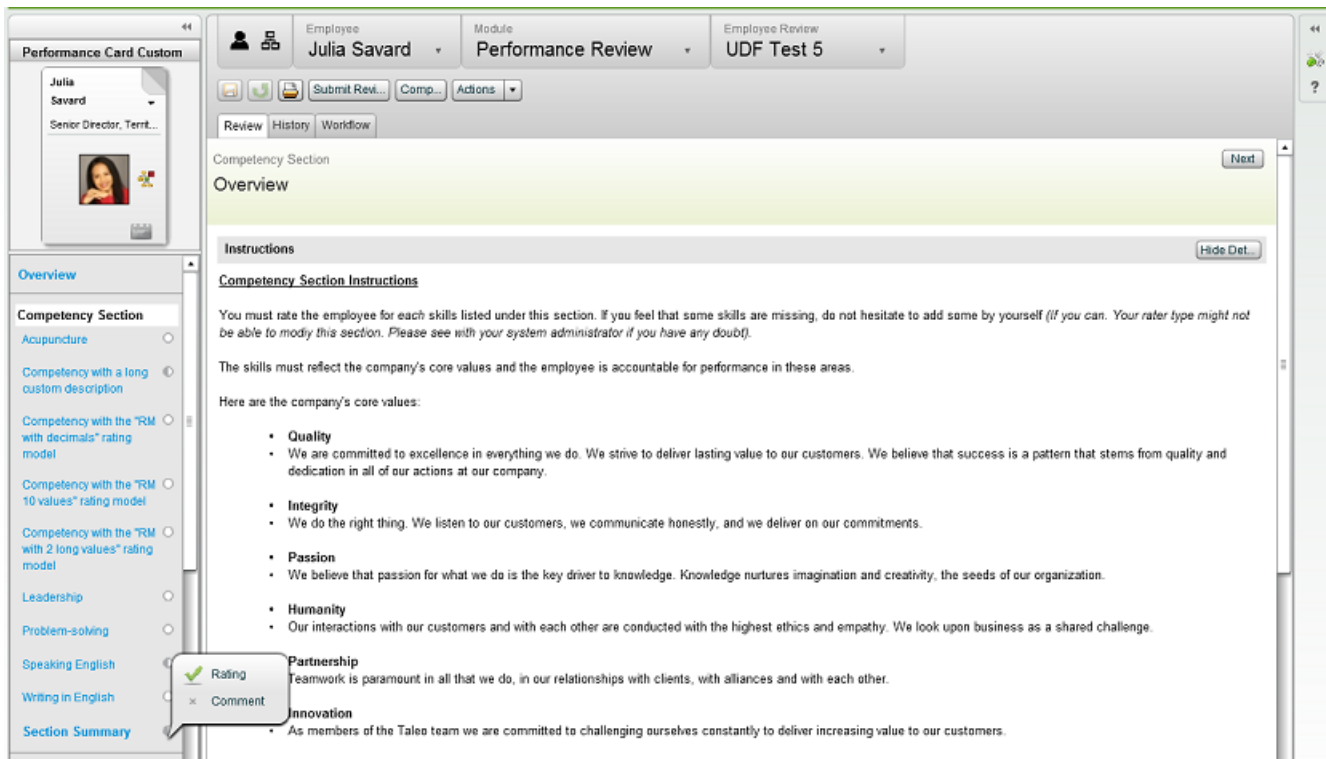 Performance Card Custom
Julia
Savard
Senior Director, Territ...
Overview
Competency Section
Acupuncture
Competency with a long
custom description
Competency with the "RM
with decimals" rating
model
Competency with the "RM
10 values" rating model
Competency with the "RM
with 2 long values" rating
model
Leadership
Problem-solving
Speaking English
Writing in English
Section Summary
Rating
Comment
Employee
Julia Savard
Module
Performance Review
Employee Review
UDF Test 5
Submit Revi...
Comp...
Actions
Review
History
Workflow
Competency Section
Next
Overview
Instructions
Hide Det...
Competency Section Instructions
You must rate the employee for each skills listed under this section. If you feel that some skills are missing, do not hesitate to add some by yourself (if you can. Your rater type might not
be able to modiy this section. Please see with your system administrator if you have any doubt).
The skills must reflect the company's core values and the employee is accountable for performance in these areas.
Here are the company's core values:
• Quality
• We are committed to excellence in everything we do. We strive to deliver lasting value to our customers. We believe that success is a pattern that stems from quality and
dedication in all of our actions at our company.
• Integrity
• We do the right thing. We listen to our customers, we communicate honestly, and we deliver on our commitments.
• Passion
• We believe that passion for what we do is the key driver to knowledge. Knowledge nurtures imagination and creativity, the seeds of our organization.
• Humanity
• Our interactions with our customers and with each other are conducted with the highest ethics and empathy. We look upon business as a shared challenge.
Partnership
Teamwork is paramount in all that we do, in our relationships with clients, with alliances and with each other.
Innovation
• As members of the Taleo team we are committed to challenging ourselves constantly to deliver increasing value to our customers.
?